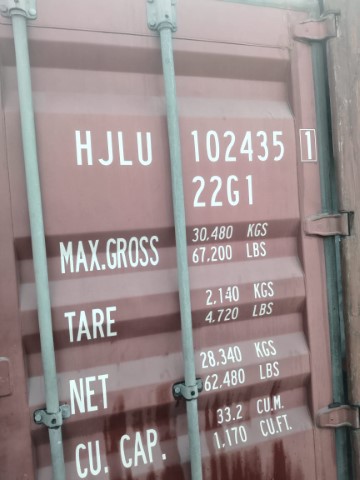 HJLU 102435 1
22G1
MAX.GROSS 30.480 KGS
67.200 LBS
TARE 2.140 KGS
4.720 LBS
NET 28.340 KGS
62.480 LBS
CU. CAP. 33.2 CU.M.
1.170 CU.FT.